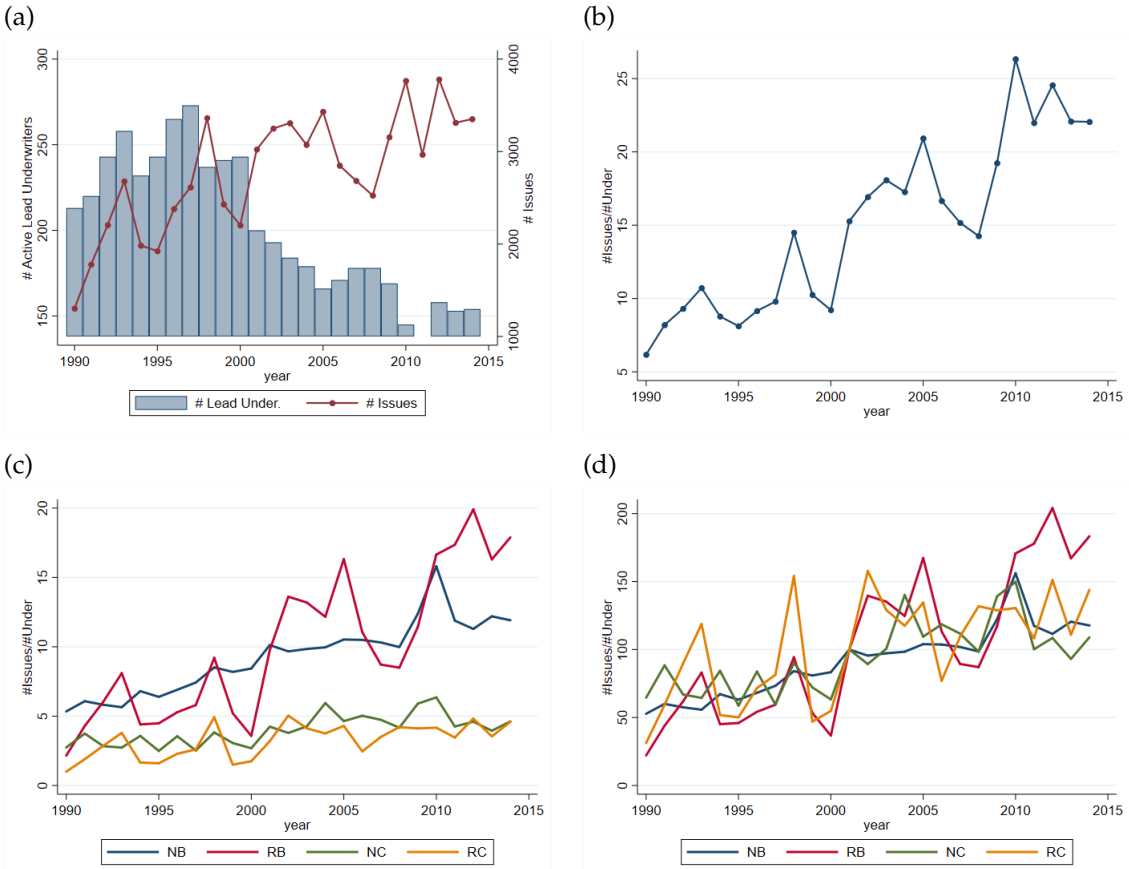 (a)
300
250
200
150
# Active Lead Underwriters
4000
3000
2000
1000
# Issues
1990 1995 2000 2005 2010 2015
year
# Lead Under. # Issues
(b)
25
20
15
10
5
#Issues/#Under
1990 1995 2000 2005 2010 2015
year
(c)
20
15
10
5
0
#Issues/#Under
1990 1995 2000 2005 2010 2015
year
NB RB NC RC
(d)
200
150
100
50
0
#Issues/#Under
1990 1995 2000 2005 2010 2015
year
NB RB NC RC